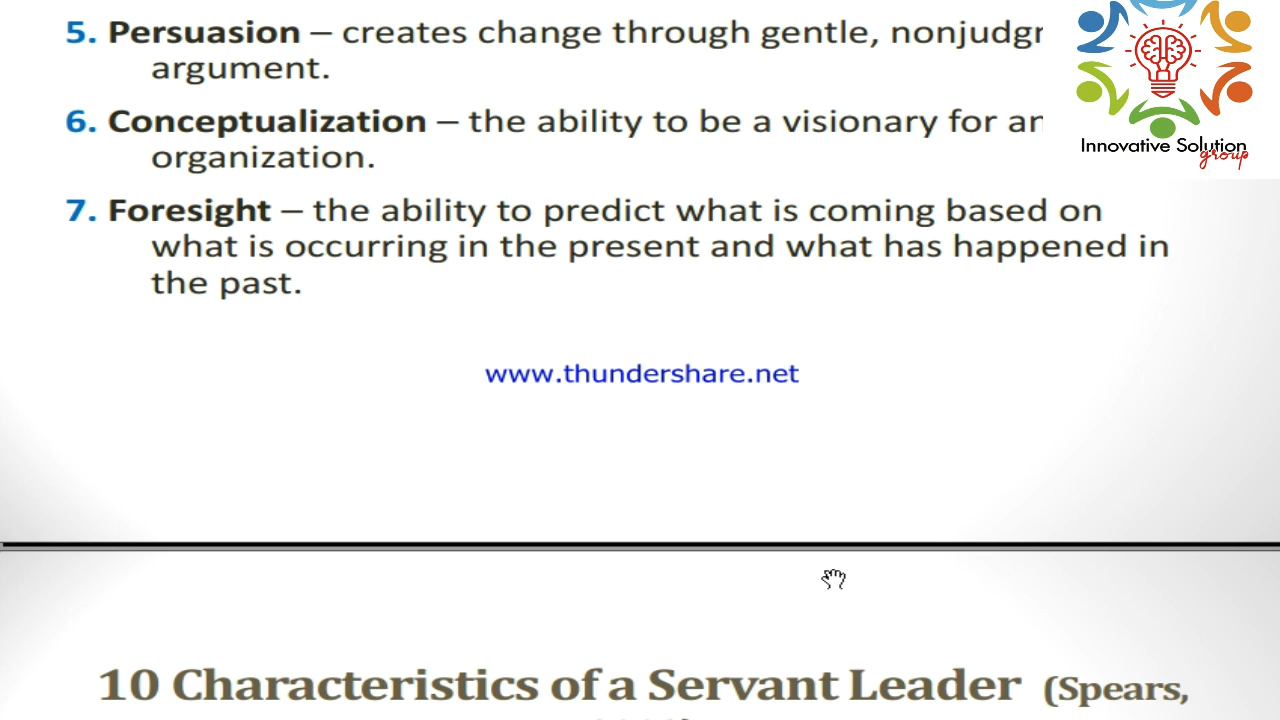 5. Persuasion – creates change through gentle,
argument.
6. Conceptualization – the ability to be a visionary for an
organization.
7. Foresight – the ability to predict what is coming based on
what is occurring in the present and what has happened in
the past.
www.thundershare.net
10 Characteristics of a Servant Leader (Spears,
Innovative Solution
group